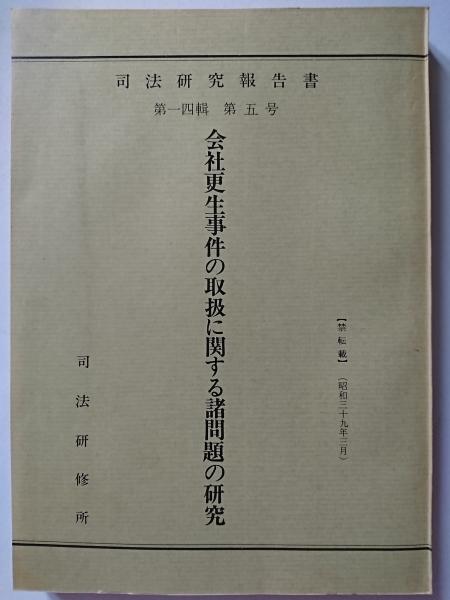 司法研究報告書
第一四輯 第五号
【禁転載】 (昭和三十九年三月)
会社更生事件の取扱に関する諸問題の研究
司法研修所